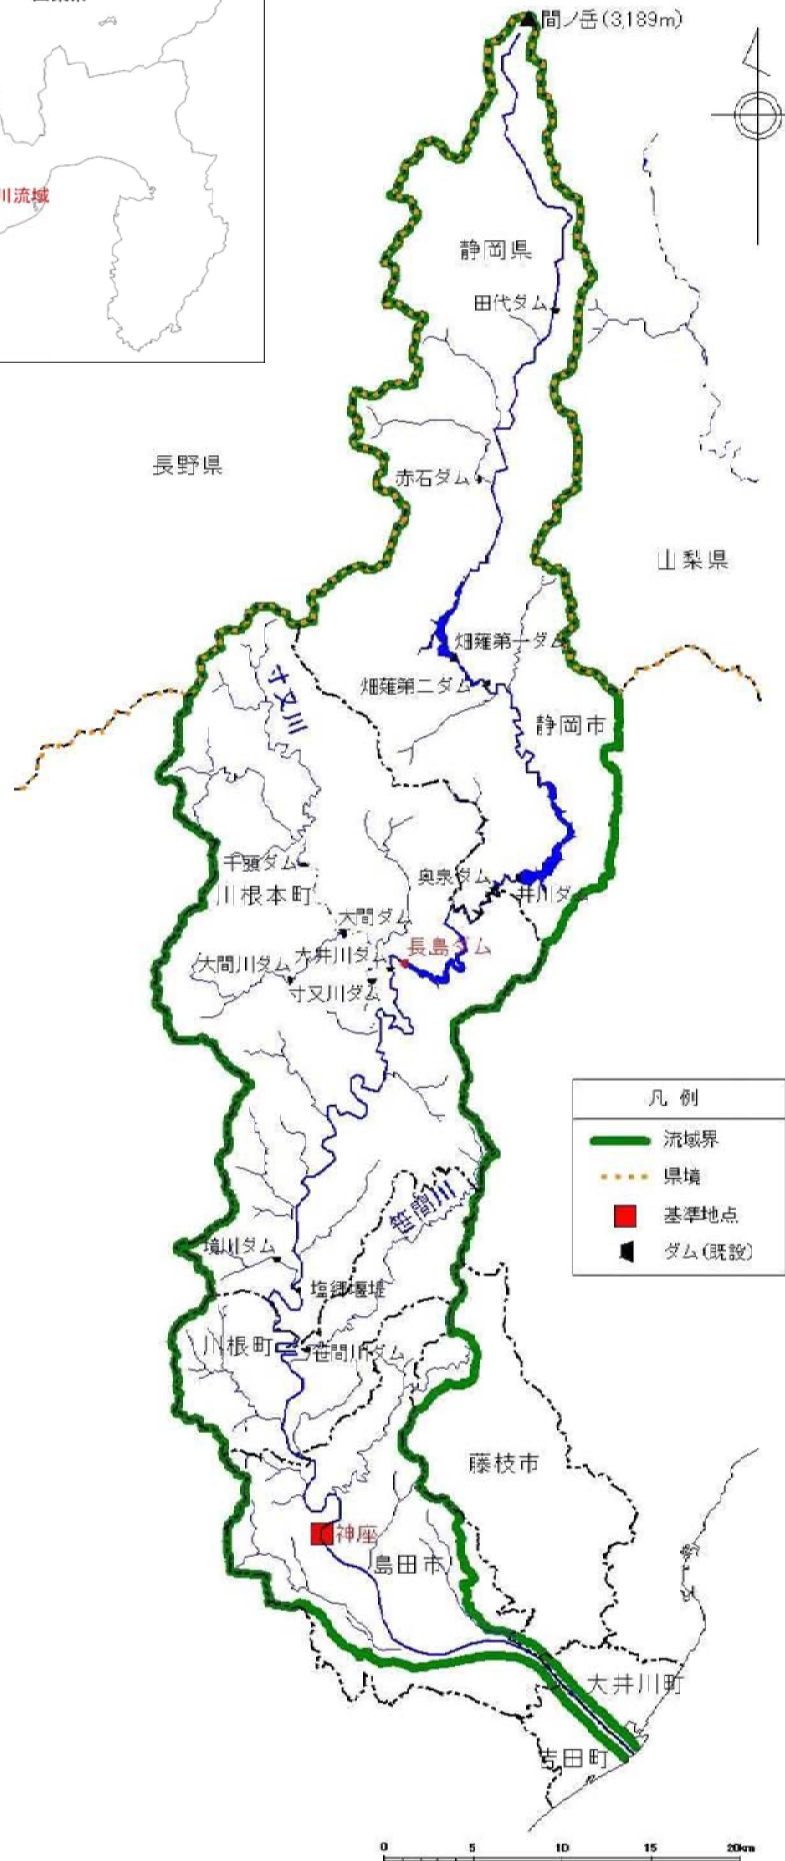 間ノ岳(3,189m)
川流域
静岡県
田代ダム
長野県
赤石ダム
山梨県
畑薙第一ダム
寸又川
畑薙第二ダム
静岡市
千頭ダム
奥泉ダム
井川ダム
川根本町
大間ダム
長島ダム
大井川ダム
大間川ダム
寸又川ダム
凡例
流域界
県境
基準地点
ダム(既設)
笹間川
境川ダム
塩郷堰堤
川根町
笹間川ダム
藤枝市
神座
島田市
大井川町
吉田町
0 5 10 15 20km